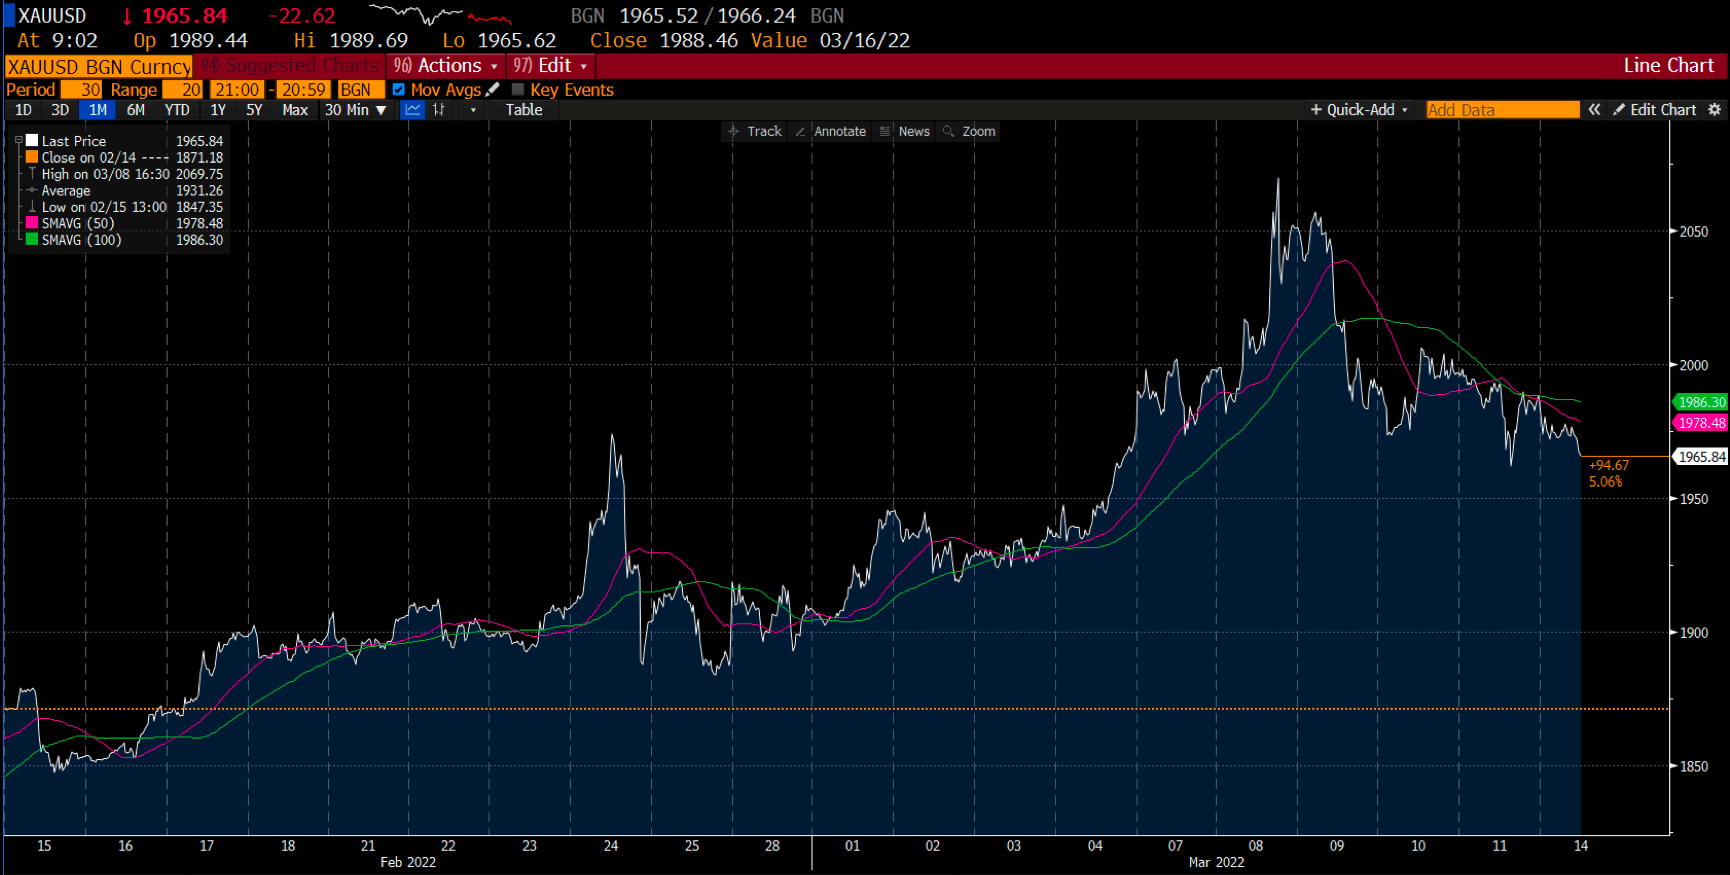 XAUUSD ↓ 1965.84 -22.62 BGN 1965.52 / 1966.24 BGN
At 9:02 Op 1989.44 Hi 1989.69 Lo 1965.62 Close 1988.46 Value 03/16/22
XAUUSD BGN Curncy 94) Suggested Charts 96) Actions 97) Edit Line Chart
Period 30 Range 20 21:00 - 20:59 BGN Mov Avgs Key Events
1D 3D 1M 6M YTD 1Y 5Y Max 30 Min ▼ Table + Quick-Add Add Data « Edit Chart
Track Annotate News Zoom
Last Price 1965.84
Close on 02/14 ---- 1871.18
High on 03/08 16:30 2069.75
Average 1931.26
Low on 02/15 13:00 1847.35
SMAVG (50) 1978.48
SMAVG (100) 1986.30
2050
2000
1986.30
1978.48
1965.84
+94.67
5.06%
1950
1900
1850
15 16 17 18 21 22 23 24 25 28 01 02 03 04 07 08 09 10 11 14
Feb 2022 Mar 2022